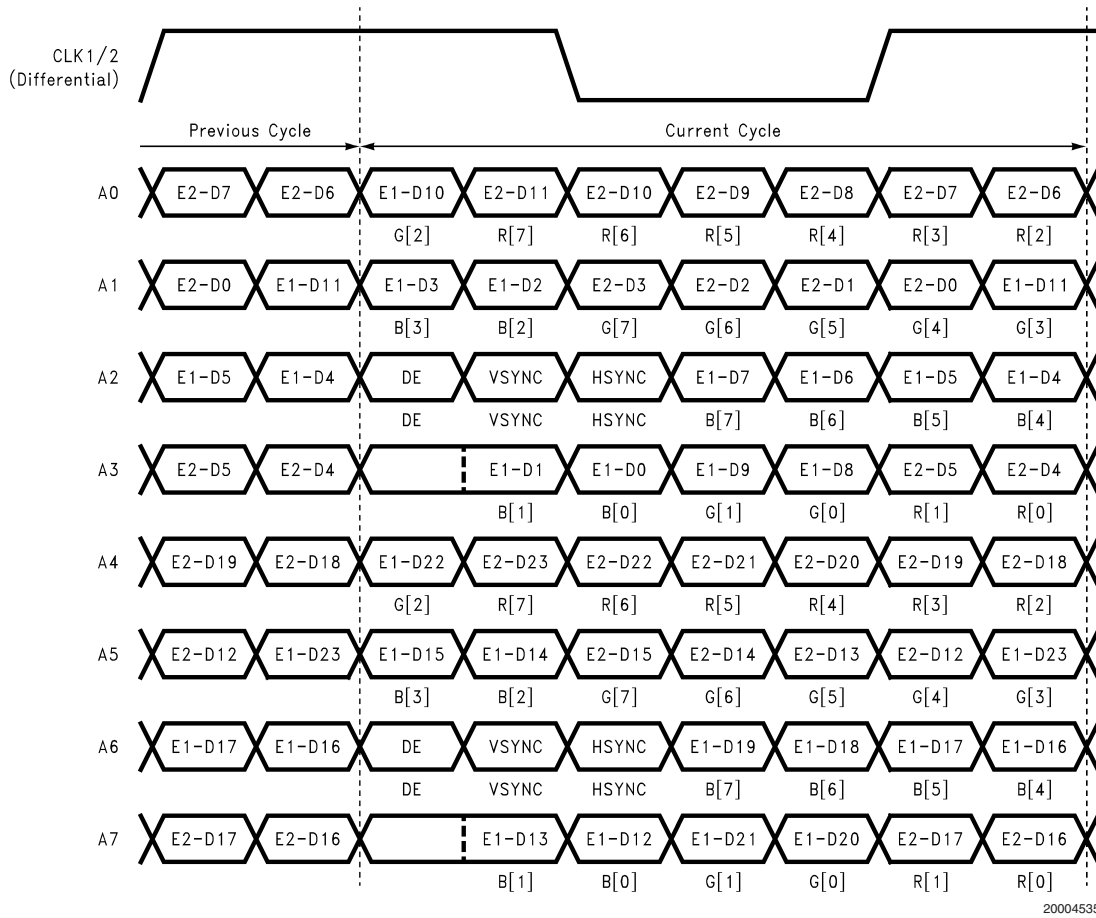 CLK1/2
(Differential)
Previous Cycle Current Cycle
A0 E2-D7 E2-D6 E1-D10 E2-D11 E2-D10 E2-D9 E2-D8 E2-D7 E2-D6
G[2] R[7] R[6] R[5] R[4] R[3] R[2]
A1 E2-D0 E1-D11 E1-D3 E1-D2 E2-D3 E2-D2 E2-D1 E2-D0 E1-D11
B[3] B[2] G[7] G[6] G[5] G[4] G[3]
A2 E1-D5 E1-D4 DE VSYNC HSYNC E1-D7 E1-D6 E1-D5 E1-D4
DE VSYNC HSYNC B[7] B[6] B[5] B[4]
A3 E2-D5 E2-D4 E1-D1 E1-D0 E1-D9 E1-D8 E2-D5 E2-D4
B[1] B[0] G[1] G[0] R[1] R[0]
A4 E2-D19 E2-D18 E1-D22 E2-D23 E2-D22 E2-D21 E2-D20 E2-D19 E2-D18
G[2] R[7] R[6] R[5] R[4] R[3] R[2]
A5 E2-D12 E1-D23 E1-D15 E1-D14 E2-D15 E2-D14 E2-D13 E2-D12 E1-D23
B[3] B[2] G[7] G[6] G[5] G[4] G[3]
A6 E1-D17 E1-D16 DE VSYNC HSYNC E1-D19 E1-D18 E1-D17 E1-D16
DE VSYNC HSYNC B[7] B[6] B[5] B[4]
A7 E2-D17 E2-D16 E1-D13 E1-D12 E1-D21 E1-D20 E2-D17 E2-D16
B[1] B[0] G[1] G[0] R[1] R[0]
20004535